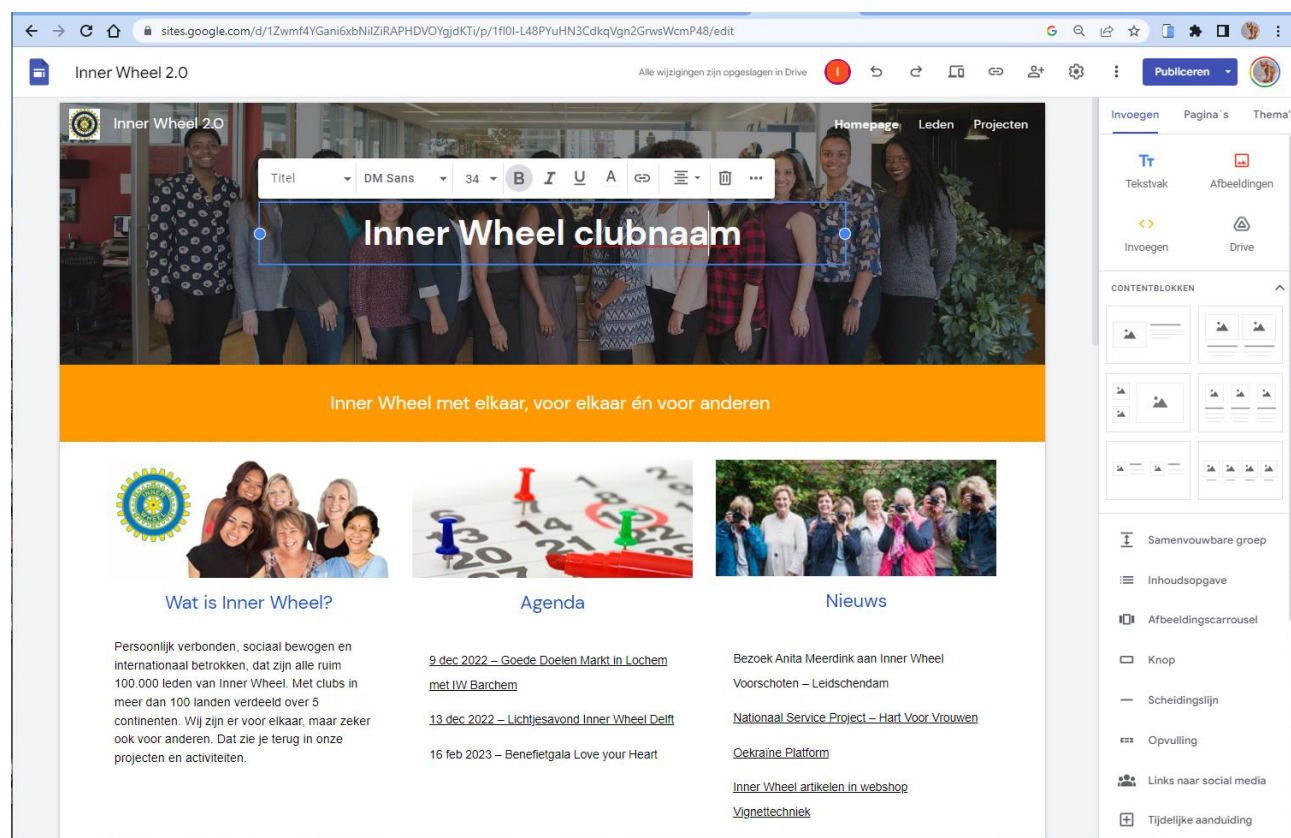 sites.google.com/d/1Zwmf4YGani6xbNilZiRAPHDVOYgjdKTi/p/1fl0I-L48PYuHN3CdkqVgn2GrwsWcmP48/edit
Inner Wheel 2.0
Alle wijzigingen zijn opgeslagen in Drive
I
Publiceren
Inner Wheel 2.0
Homepage Leden Projecten
Titel DM Sans 34 B I U A
Inner Wheel clubnaam
Inner Wheel met elkaar, voor elkaar én voor anderen
INNER
WHEEL
Wat is Inner Wheel?
Persoonlijk verbonden, sociaal bewogen en
internationaal betrokken, dat zijn alle ruim
100.000 leden van Inner Wheel. Met clubs in
meer dan 100 landen verdeeld over 5
continenten. Wij zijn er voor elkaar, maar zeker
ook voor anderen. Dat zie je terug in onze
projecten en activiteiten.
Agenda
9 dec 2022 – Goede Doelen Markt in Lochem
met IW Barchem
13 dec 2022 – Lichtjesavond Inner Wheel Delft
16 feb 2023 – Benefietgala Love your Heart
Nieuws
Bezoek Anita Meerdink aan Inner Wheel
Voorschoten – Leidschendam
Nationaal Service Project – Hart Voor Vrouwen
Oekraïne Platform
Inner Wheel artikelen in webshop
Vignettechniek
Invoegen Pagina´s Thema'
Tekstvak Afbeeldingen
Invoegen Drive
CONTENTBLOKKEN
Samenvouwbare groep
Inhoudsopgave
Afbeeldingscarrousel
Knop
Scheidingslijn
Opvulling
Links naar social media
Tijdelijke aanduiding